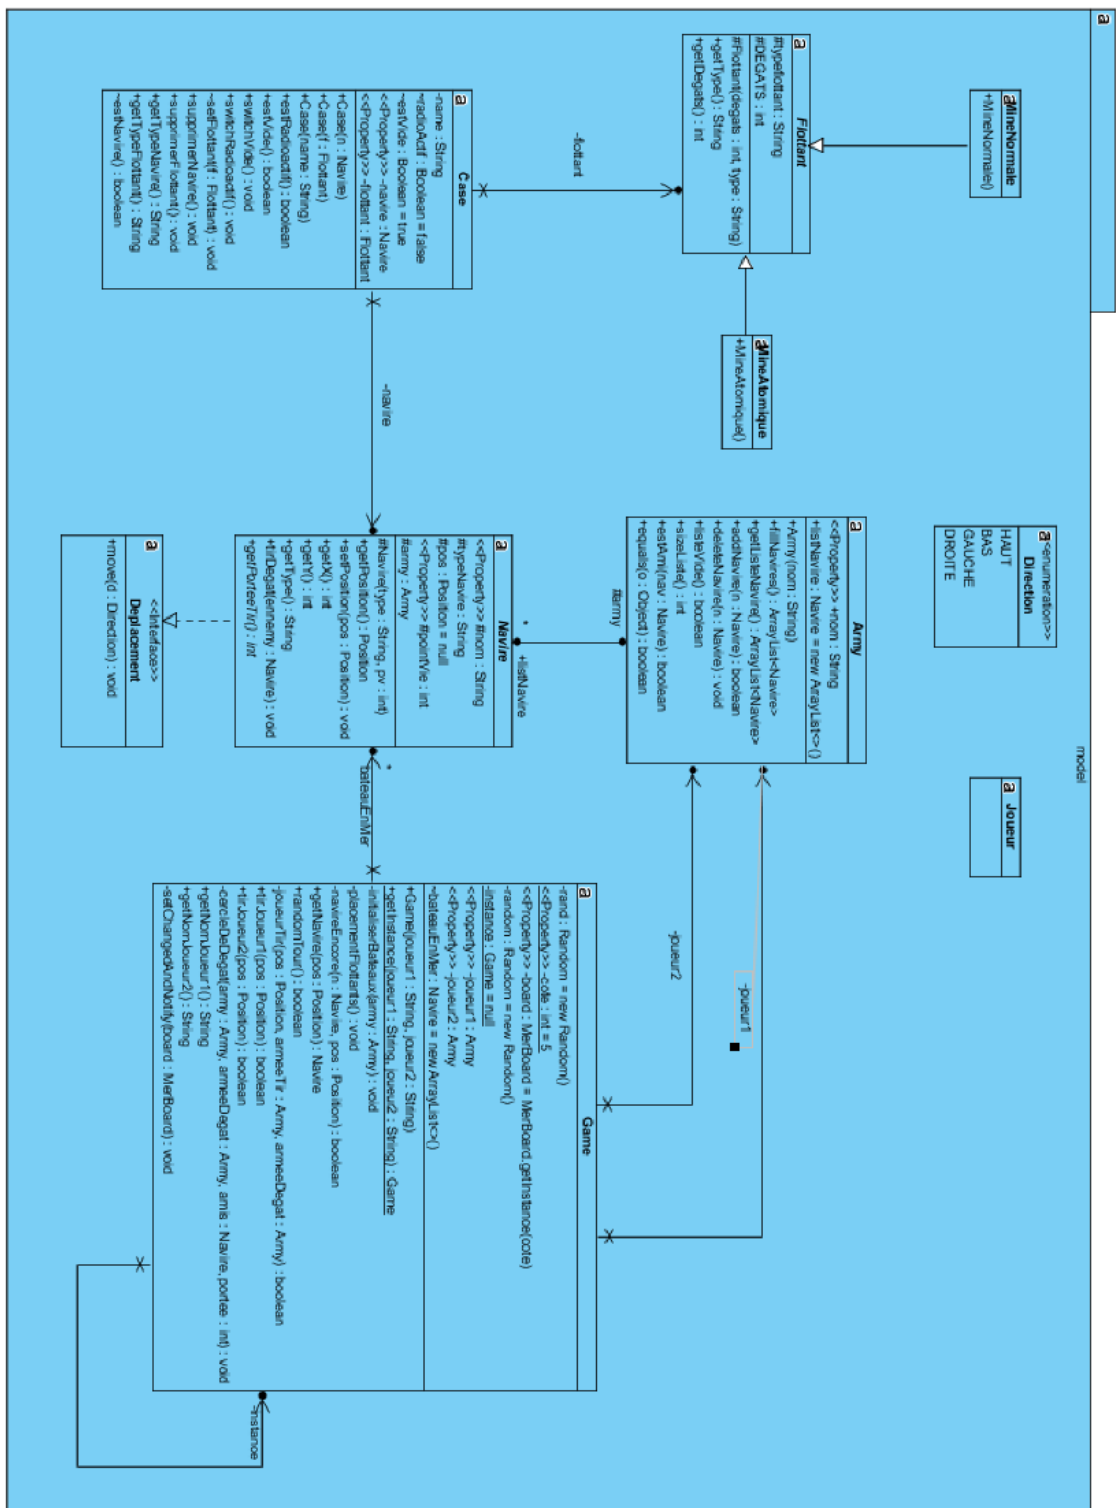 a
model
a
MineNormale
+MineNormale()
a
Flottant
#typeflottant : String
#DEGATS : int
#Flottant(degats : int, type : String)
+getType() : String
+getDegats() : int
a
MineAtomique
+MineAtomique()
a
<<enumeration>>
Direction
HAUT
BAS
GAUCHE
DROITE
a
Joueur
a
Army
<<Property>> +nom : String
+listNavire : Navire = new ArrayList<>()
+Army(nom : String)
+fillNavires() : ArrayList<Navire>
+getListeNavire() : ArrayList<Navire>
+addNavire(n : Navire) : boolean
+deleteNavire(n : Navire) : void
+listeVide() : boolean
+sizeListe() : int
+estAmi(nav : Navire) : boolean
+equals(o : Object) : boolean
#army
*
+listNavire
-flottant
a
Case
-name : String
~radioActif : Boolean = false
~estVide : Boolean = true
<<Property>> -navire : Navire
<<Property>> -flottant : Flottant
+Case(n : Navire)
+Case(f : Flottant)
+Case(name : String)
+estRadioactif() : boolean
+estVide() : boolean
+switchVide() : void
+switchRadioactif() : void
~setFlottant(f : Flottant) : void
+supprimerNavire() : void
+supprimerFlottant() : void
+getTypeNavire() : String
+getTypeFlottant() : String
~estNavire() : boolean
-navire
a
Navire
<<Property>> #nom : String
#typeNavire : String
#pos : Position = null
<<Property>> #pointVie : int
#army : Army
#Navire(type : String, pv : int)
+getPosition() : Position
+setPosition(pos : Position) : void
+getX() : int
+getY() : int
+getType() : String
+tirDegat(ennemy : Navire) : void
+getPorteeTir() : int
a
<<Interface>>
Deplacement
+move(d : Direction) : void
*
~bateauEnMer
-joueur2
-joueur1
a
Game
-rand : Random = new Random()
<<Property>> -cote : int = 5
<<Property>> -board : MerBoard = MerBoard.getInstance(cote)
-random : Random = new Random()
-instance : Game = null
<<Property>> -joueur1 : Army
<<Property>> -joueur2 : Army
~bateauEnMer : Navire = new ArrayList<>()
+Game(joueur1 : String, joueur2 : String)
+getInstance(joueur1 : String, joueur2 : String) : Game
-initialiserBateaux(army : Army) : void
-placementFlottants() : void
-navireEncore(n : Navire, pos : Position) : boolean
+getNavire(pos : Position) : Navire
+randomTour() : boolean
-joueurTir(pos : Position, armeeTir : Army, armeeDegat : Army) : boolean
+tirJoueur1(pos : Position) : boolean
+tirJoueur2(pos : Position) : boolean
-cercleDeDegat(army : Army, armeeDegat : Army, amis : Navire, portee : int) : void
+getNomJoueur1() : String
+getNomJoueur2() : String
-setChangedAndNotify(board : MerBoard) : void
-instance